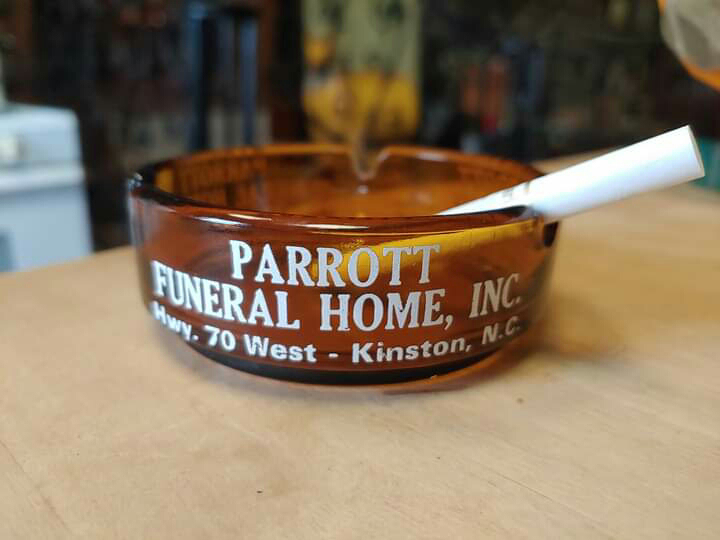 PARROTT
FUNERAL HOME, INC.
Hwy. 70 West - Kinston, N.C.